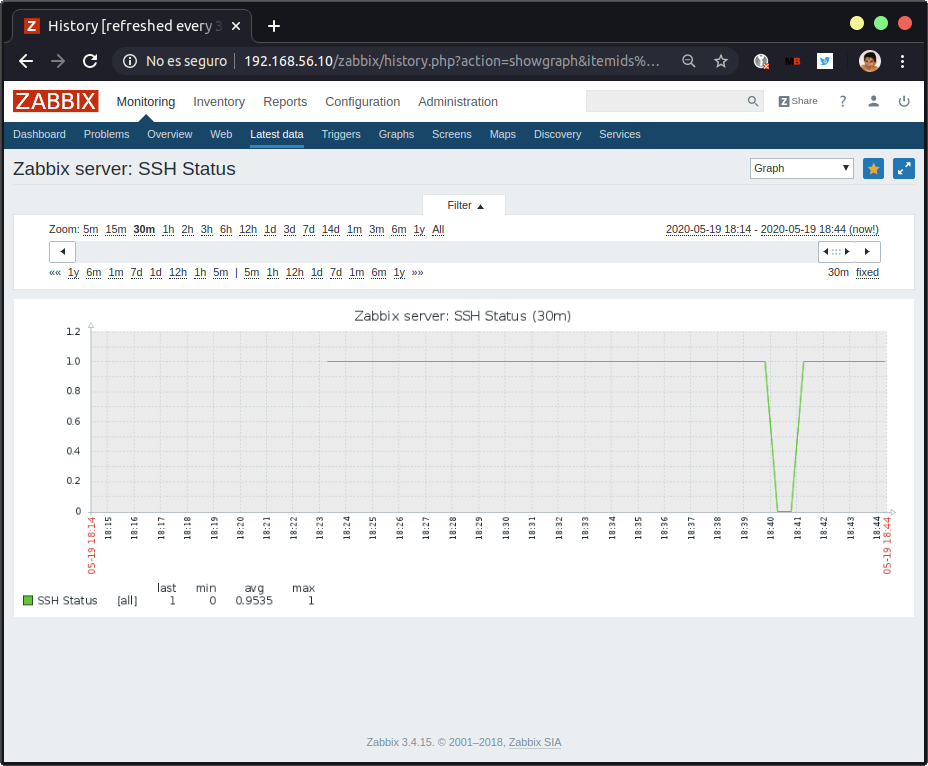 Z History [refreshed every 3
No es seguro 192.168.56.10/zabbix/history.php?action=showgraph&itemids%...
MB
ZABBIX Monitoring Inventory Reports Configuration Administration Z Share ?
Dashboard Problems Overview Web Latest data Triggers Graphs Screens Maps Discovery Services
Zabbix server: SSH Status Graph
Filter
Zoom: 5m 15m 30m 1h 2h 3h 6h 12h 1d 3d 7d 14d 1m 3m 6m 1y All 2020-05-19 18:14 - 2020-05-19 18:44 (now!)
«« 1y 6m 1m 7d 1d 12h 1h 5m | 5m 1h 12h 1d 7d 1m 6m 1y »» 30m fixed
Zabbix server: SSH Status (30m)
1.2
1.0
0.8
0.6
0.4
0.2
0
05-19 18:14 18:15 18:16 18:17 18:18 18:19 18:20 18:21 18:22 18:23 18:24 18:25 18:26 18:27 18:28 18:29 18:30 18:31 18:32 18:33 18:34 18:35 18:36 18:37 18:38 18:39 18:40 18:41 18:42 18:43 18:44 05-19 18:44
last min avg max
SSH Status [all] 1 0 0.9535 1
Zabbix 3.4.15. © 2001–2018, Zabbix SIA